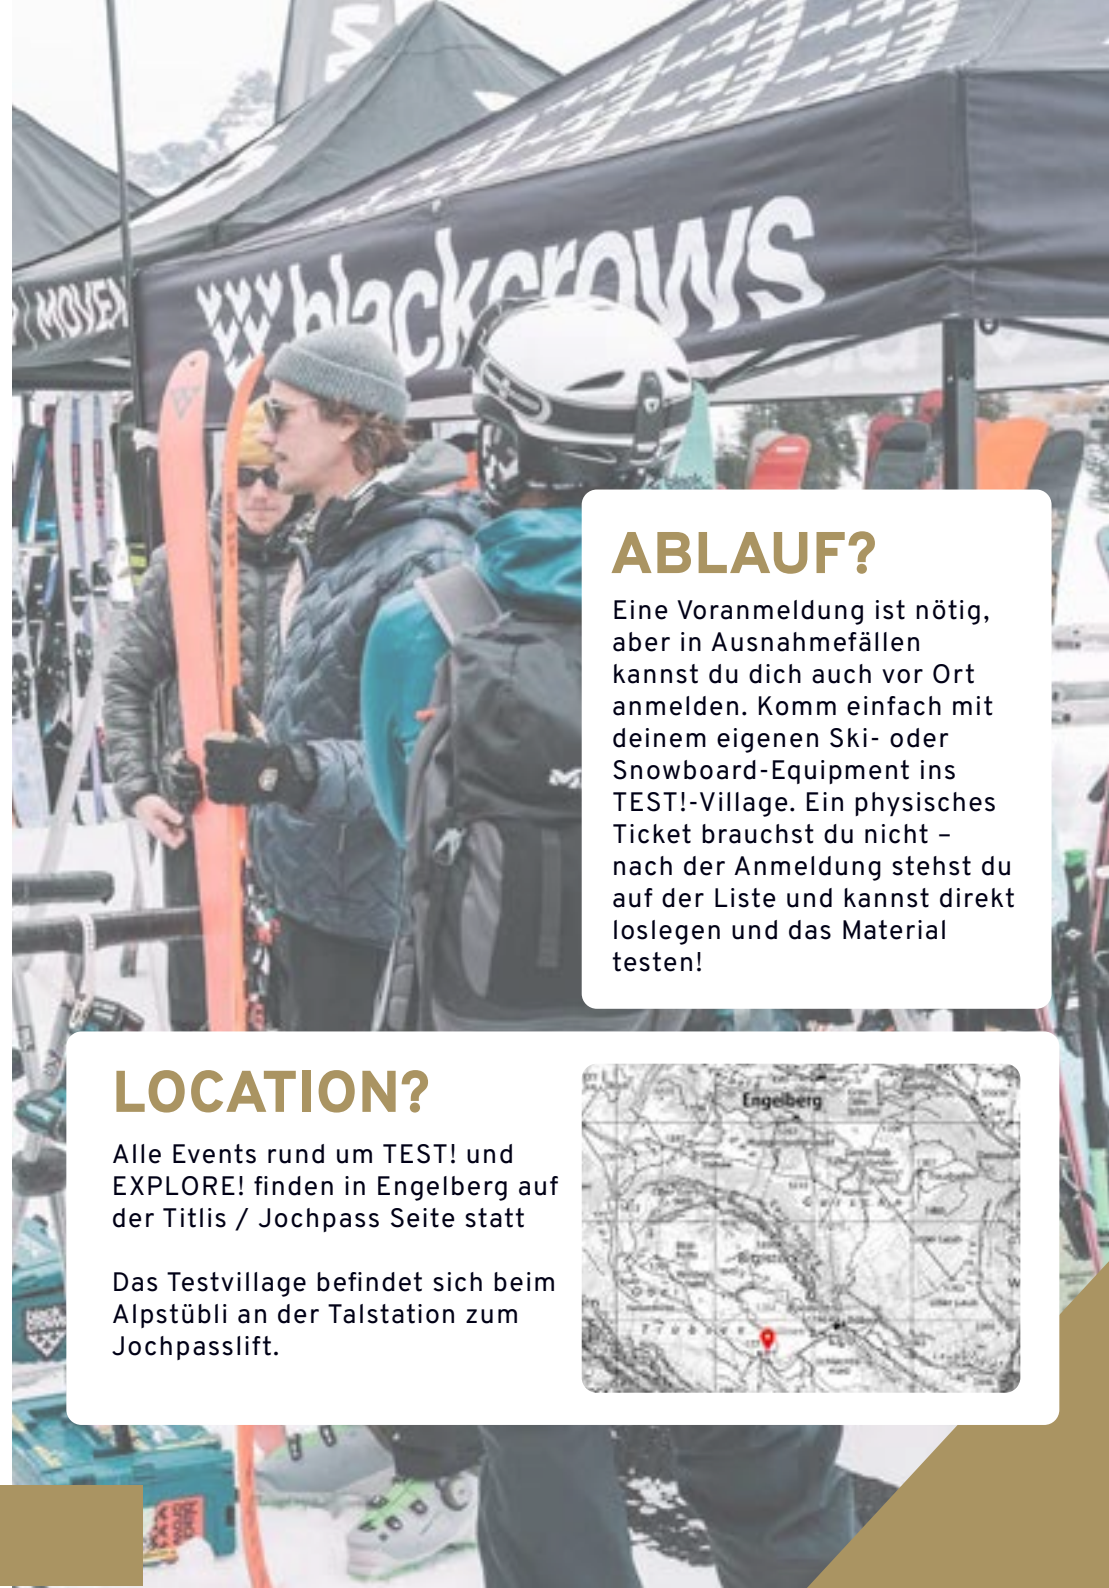 MOVEM
blackcrows
ABLAUF?
Eine Voranmeldung ist nötig,
aber in Ausnahmefällen
kannst du dich auch vor Ort
anmelden. Komm einfach mit
deinem eigenen Ski- oder
Snowboard-Equipment ins
TEST!-Village. Ein physisches
Ticket brauchst du nicht –
nach der Anmeldung stehst du
auf der Liste und kannst direkt
loslegen und das Material
testen!
LOCATION?
Alle Events rund um TEST! und
EXPLORE! finden in Engelberg auf
der Titlis / Jochpass Seite statt
Das Testvillage befindet sich beim
Alpstübli an der Talstation zum
Jochpasslift.
Engelberg